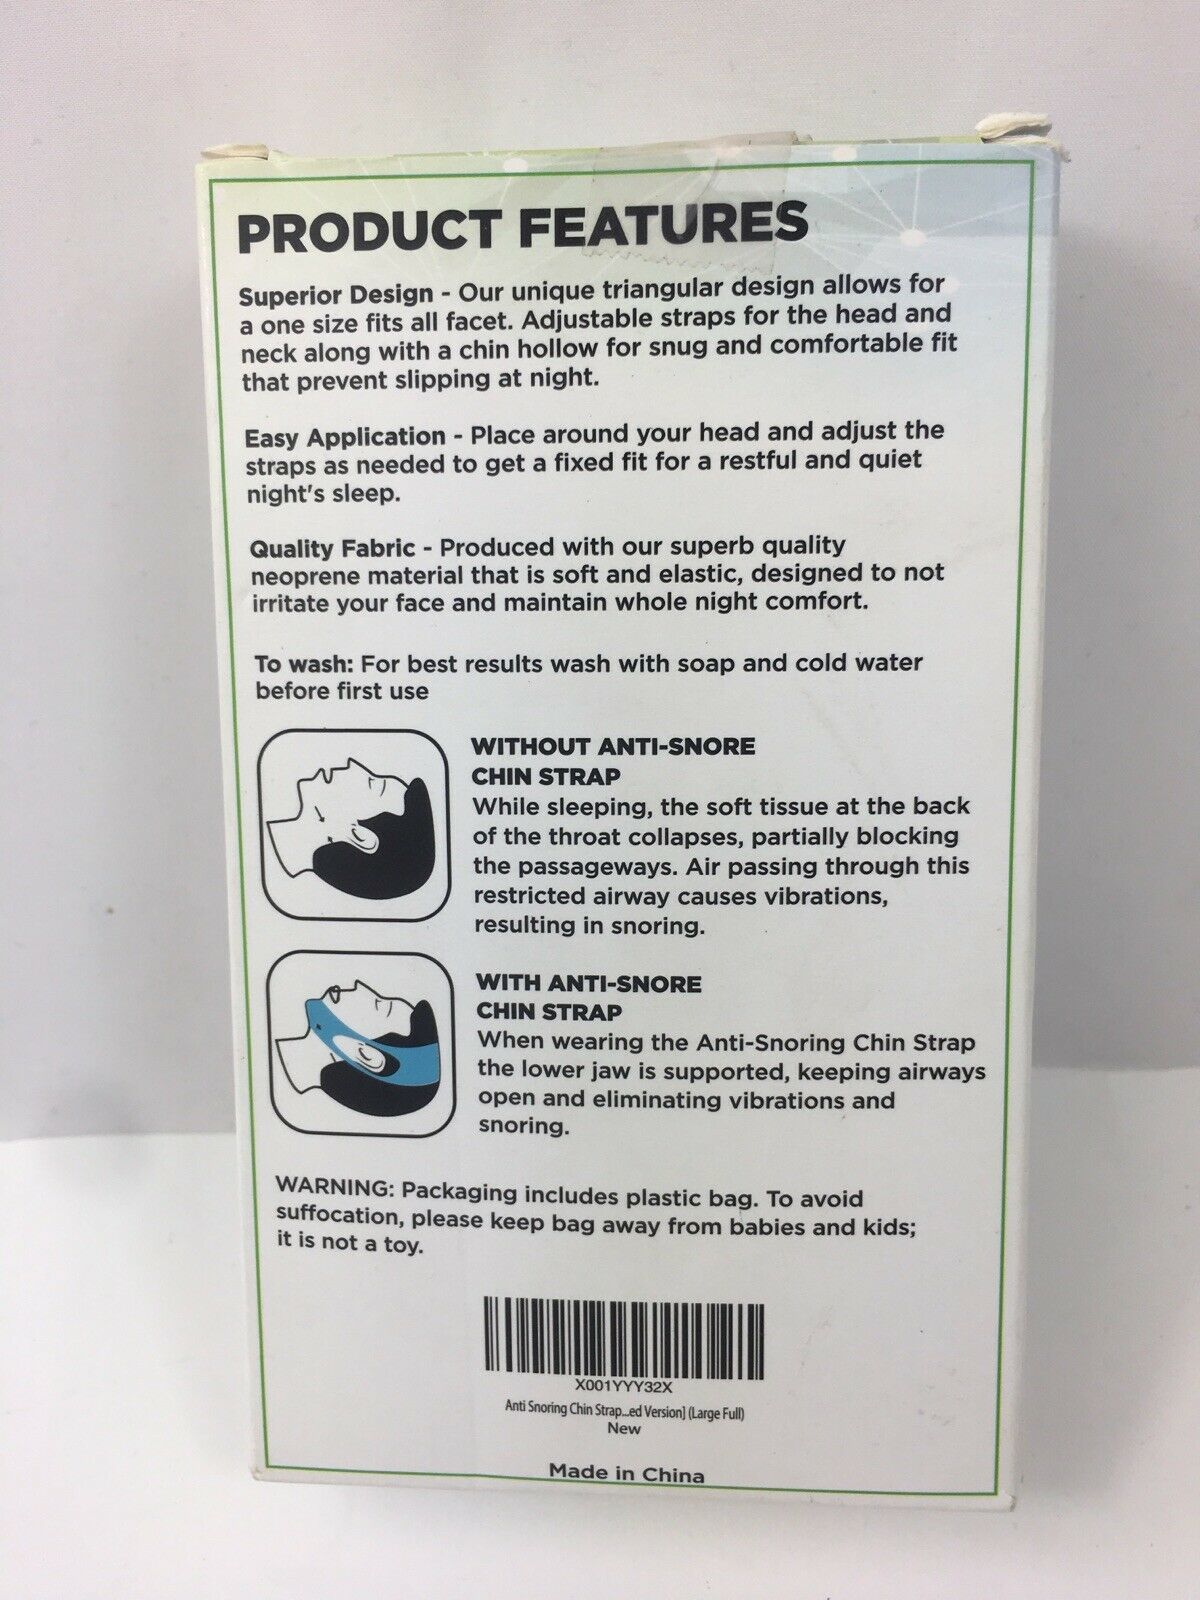 PRODUCT FEATURES
Superior Design - Our unique triangular design allows for
a one size fits all facet. Adjustable straps for the head and
neck along with a chin hollow for snug and comfortable fit
that prevent slipping at night.
Easy Application - Place around your head and adjust the
straps as needed to get a fixed fit for a restful and quiet
night's sleep.
Quality Fabric - Produced with our superb quality
neoprene material that is soft and elastic, designed to not
irritate your face and maintain whole night comfort.
To wash: For best results wash with soap and cold water
before first use
WITHOUT ANTI-SNORE
CHIN STRAP
While sleeping, the soft tissue at the back
of the throat collapses, partially blocking
the passageways. Air passing through this
restricted airway causes vibrations,
resulting in snoring.
WITH ANTI-SNORE
CHIN STRAP
When wearing the Anti-Snoring Chin Strap
the lower jaw is supported, keeping airways
open and eliminating vibrations and
snoring.
WARNING: Packaging includes plastic bag. To avoid
suffocation, please keep bag away from babies and kids;
it is not a toy.
X001YYY32X
Anti Snoring Chin Strap...ed Version] (Large Full)
New
Made in China